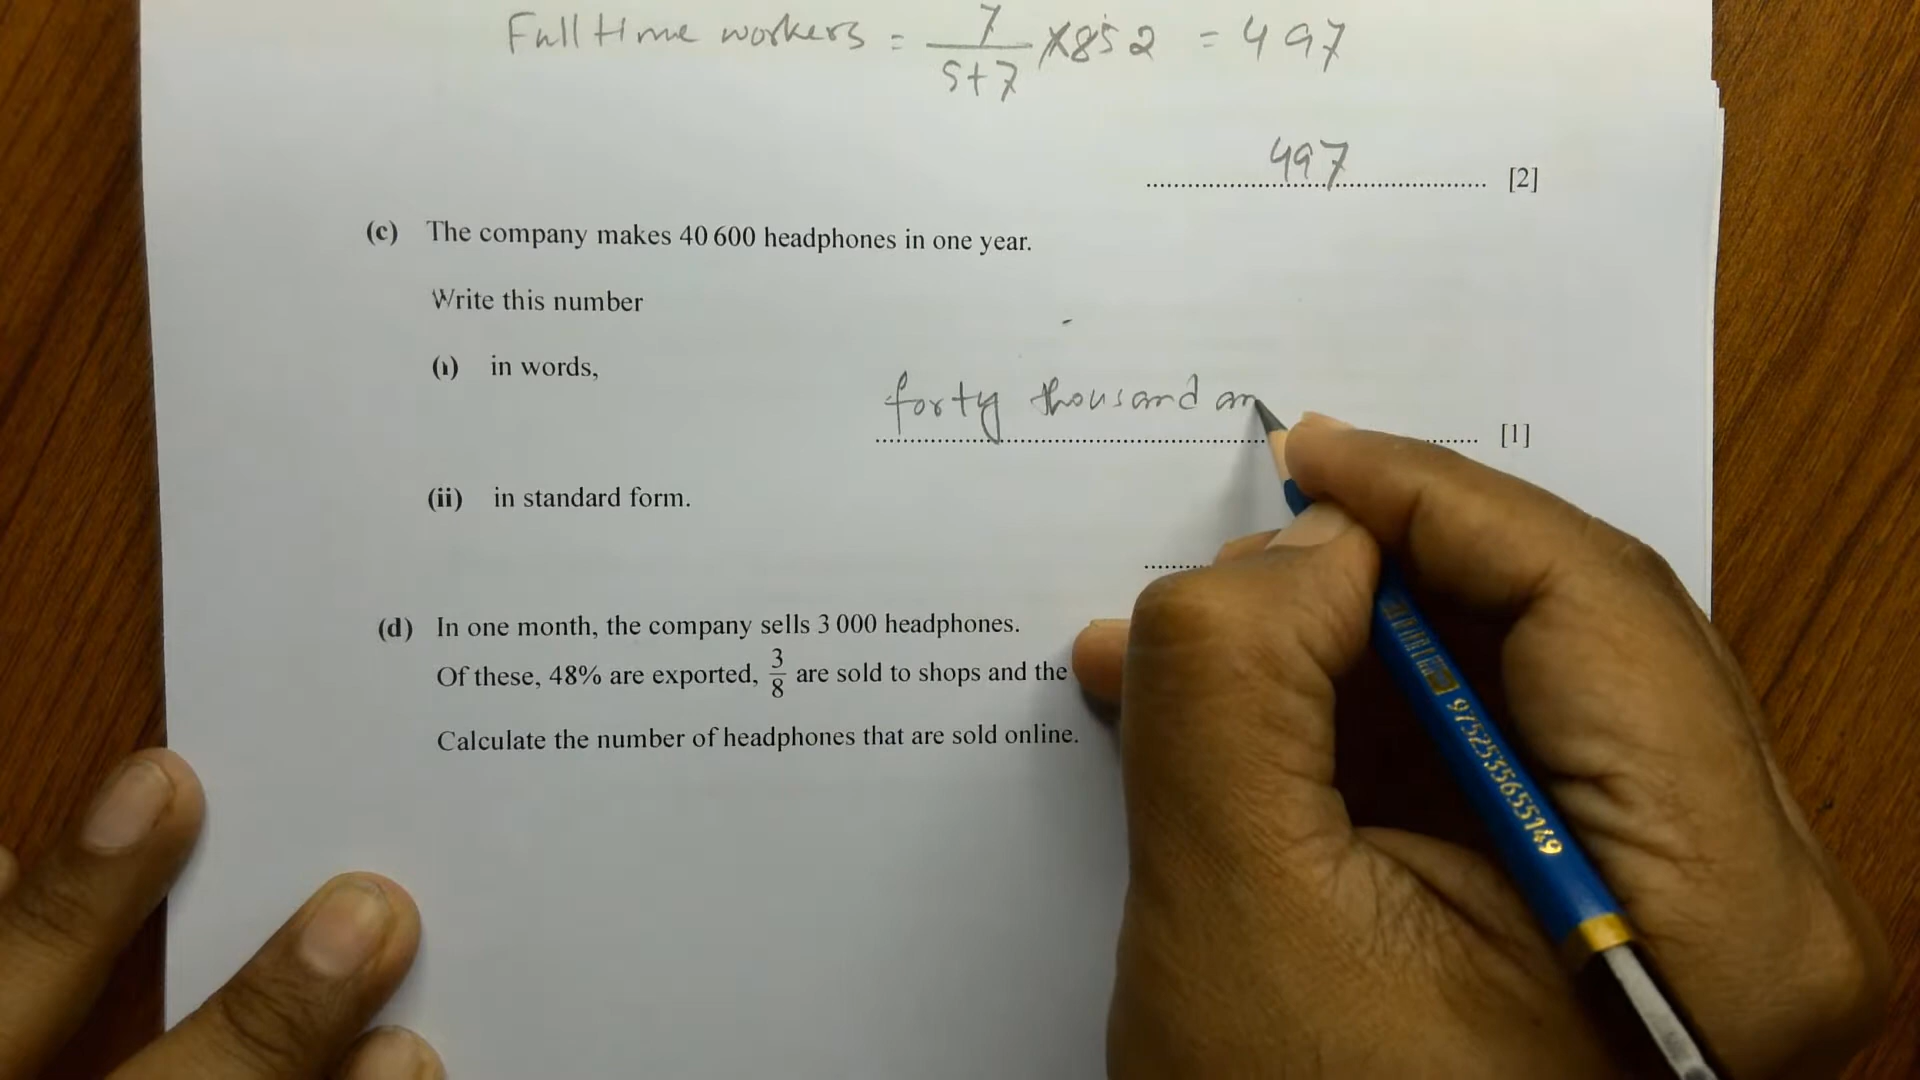 Full time workers = 7/5+7 × 852 = 497
497
[2]
(c) The company makes 40 600 headphones in one year.
Write this number
(i) in words,
forty thousand an
[1]
(ii) in standard form.
(d) In one month, the company sells 3 000 headphones.
Of these, 48% are exported, 3/8 are sold to shops and the
Calculate the number of headphones that are sold online.
9752535655149